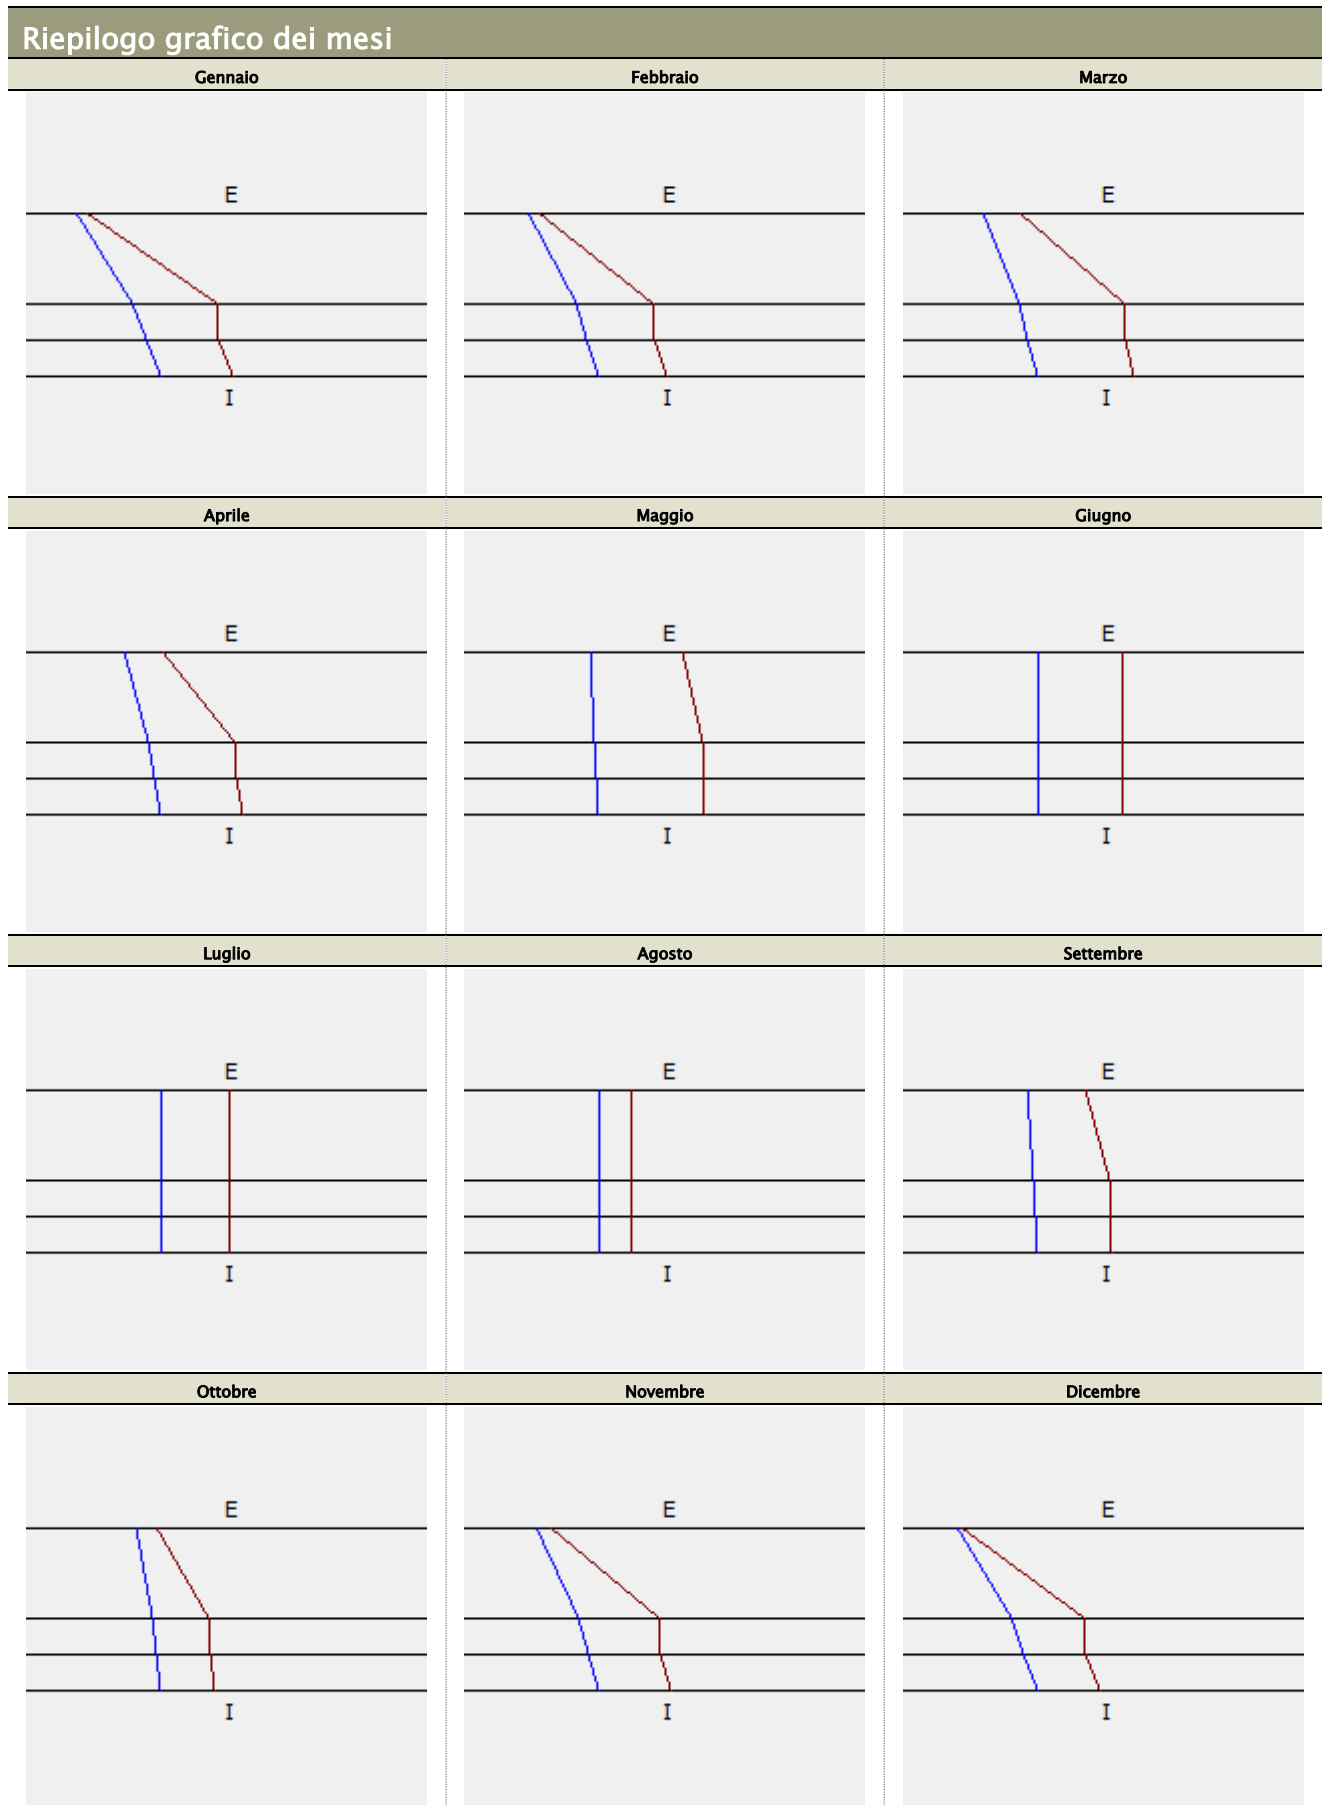 Riepilogo grafico dei mesi
Gennaio Febbraio Marzo
E E E
I I I
Aprile Maggio Giugno
E E E
I I I
Luglio Agosto Settembre
E E E
I I I
Ottobre Novembre Dicembre
E E E
I I I